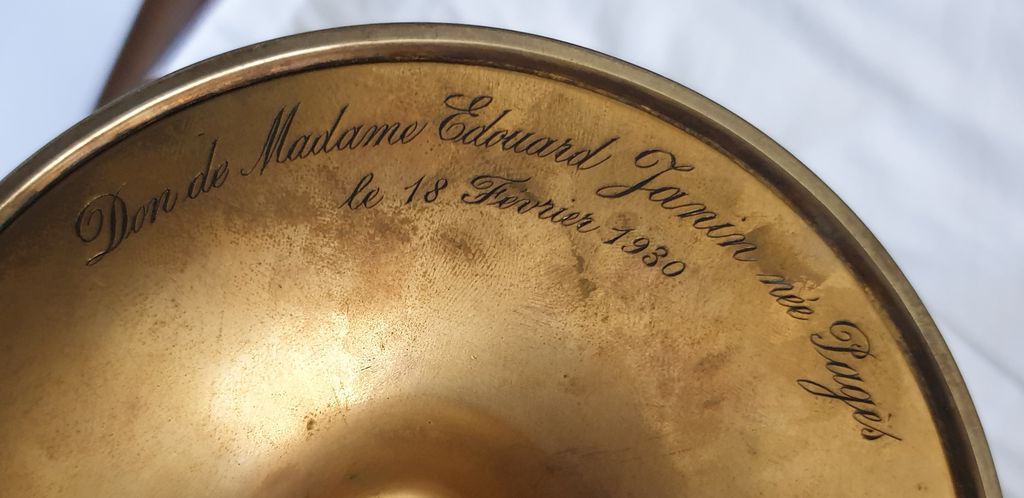 Don de Madame Edouard Janin née Pagès
le 18 Février 1930